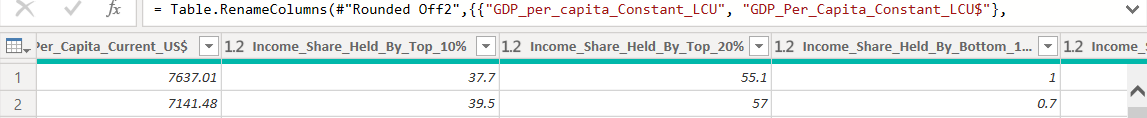 = Table.RenameColumns(#"Rounded Off2",{{"GDP_per_capita_Constant_LCU", "GDP_Per_Capita_Constant_LCU$"},
Per_Capita_Current_US$ 1.2 Income_Share_Held_By_Top_10% 1.2 Income_Share_Held_By_Top_20% 1.2 Income_Share_Held_By_Bottom_1... 1.2 Income_S
1 7637.01 37.7 55.1 1
2 7141.48 39.5 57 0.7